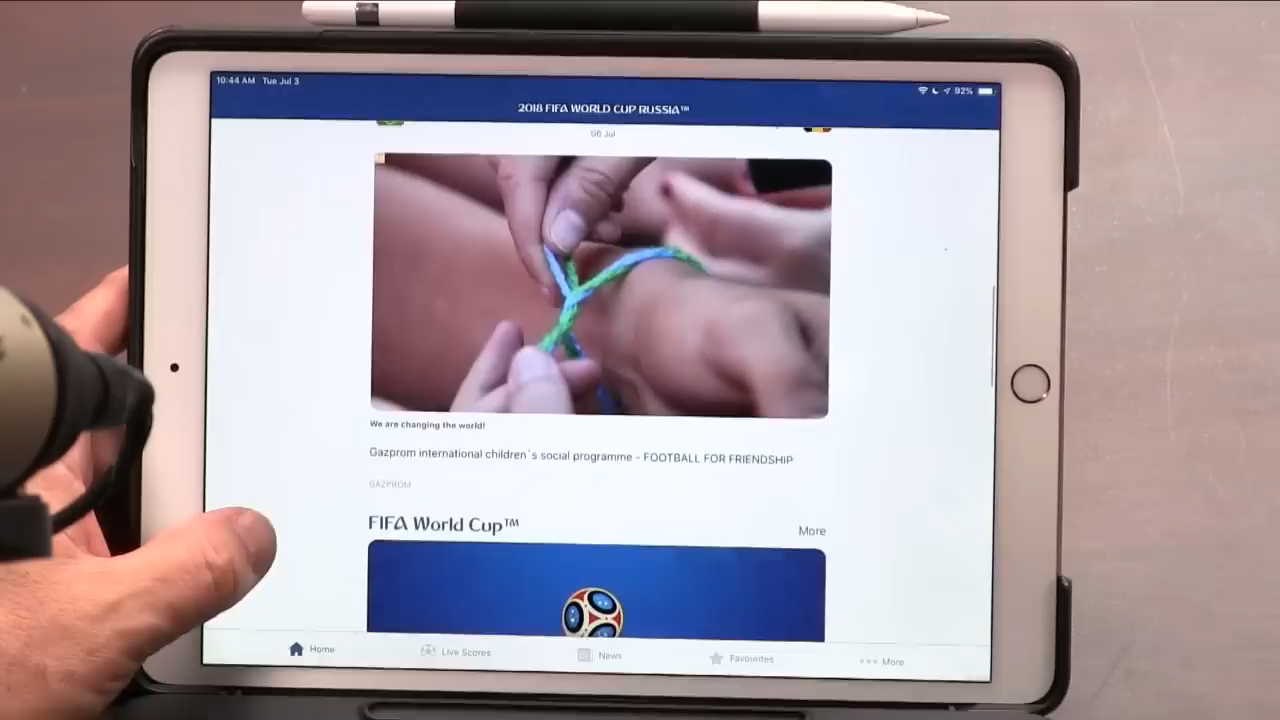 10:44 AM Tue Jul 3
92%
2018 FIFA WORLD CUP RUSSIA™
06 Jul
We are changing the world!
Gazprom international children`s social programme - FOOTBALL FOR FRIENDSHIP
GAZPROM
FIFA World Cup™
More
Home
Live Scores
News
Favourites
More